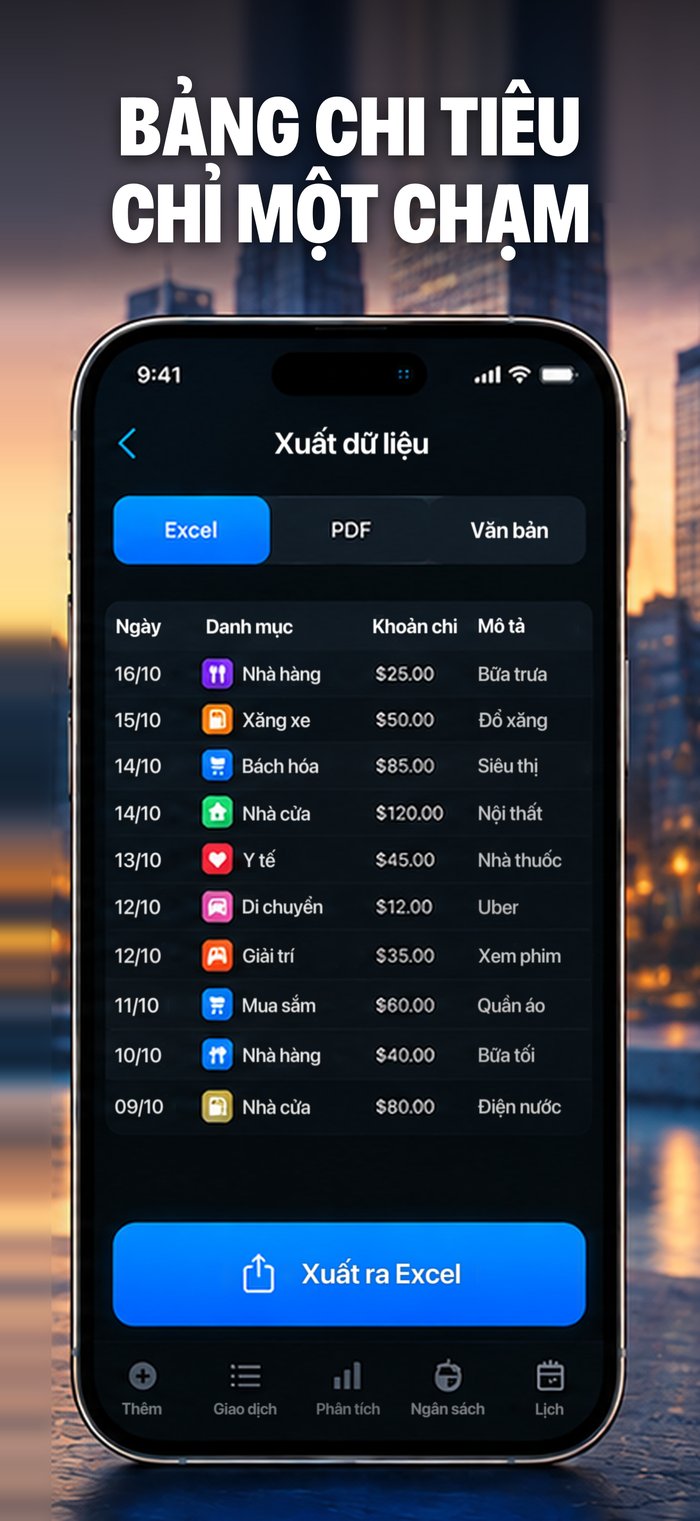 BẢNG CHI TIÊU
CHỈ MỘT CHẠM
9:41
Xuất dữ liệu
Excel PDF Văn bản
Ngày Danh mục Khoản chi Mô tả
16/10 Nhà hàng $25.00 Bữa trưa
15/10 Xăng xe $50.00 Đổ xăng
14/10 Bách hóa $85.00 Siêu thị
14/10 Nhà cửa $120.00 Nội thất
13/10 Y tế $45.00 Nhà thuốc
12/10 Di chuyển $12.00 Uber
12/10 Giải trí $35.00 Xem phim
11/10 Mua sắm $60.00 Quần áo
10/10 Nhà hàng $40.00 Bữa tối
09/10 Nhà cửa $80.00 Điện nước
Xuất ra Excel
Thêm Giao dịch Phân tích Ngân sách Lịch